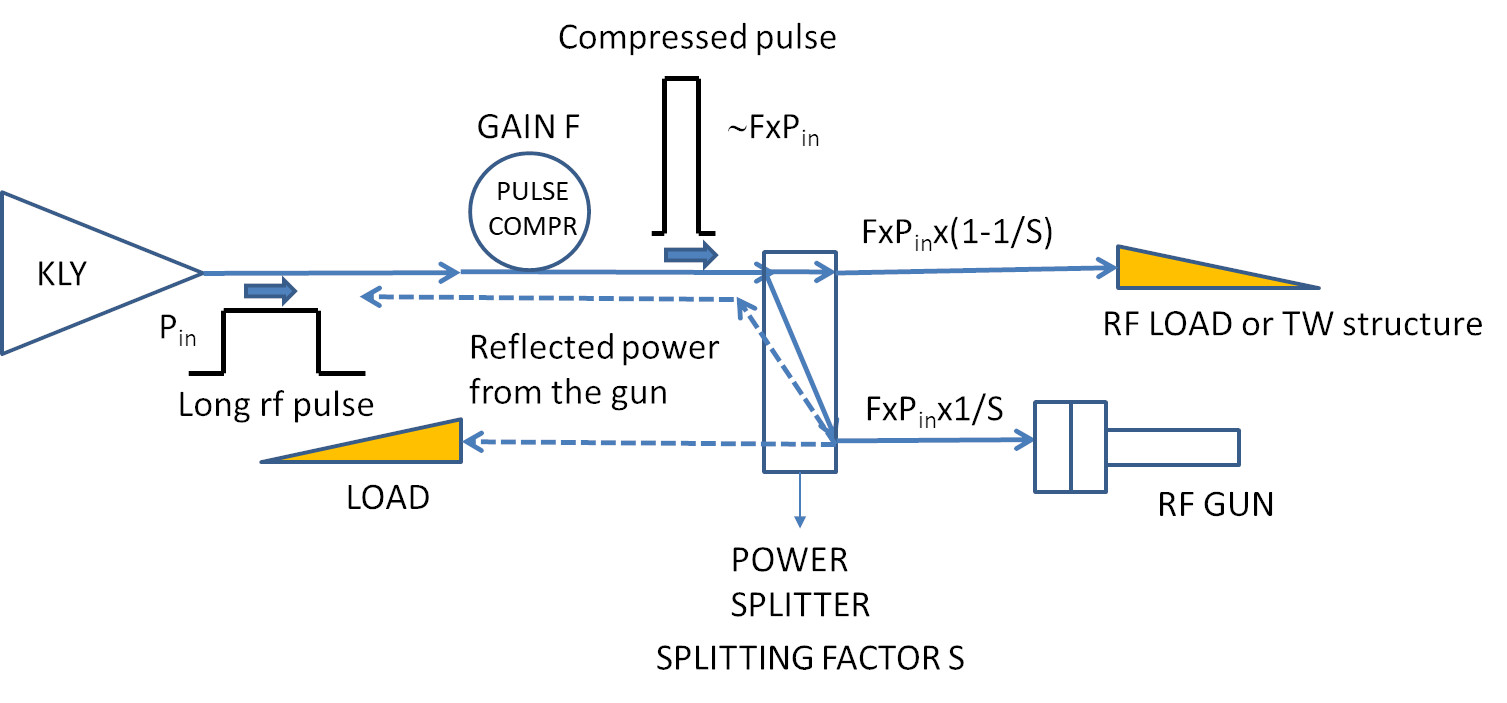 Compressed pulse
GAIN F
~FxPin
PULSE
COMPR
FxPinx(1-1/S)
KLY
Pin
RF LOAD or TW structure
Reflected power
from the gun
Long rf pulse
FxPinx1/S
LOAD
RF GUN
POWER
SPLITTER
SPLITTING FACTOR S